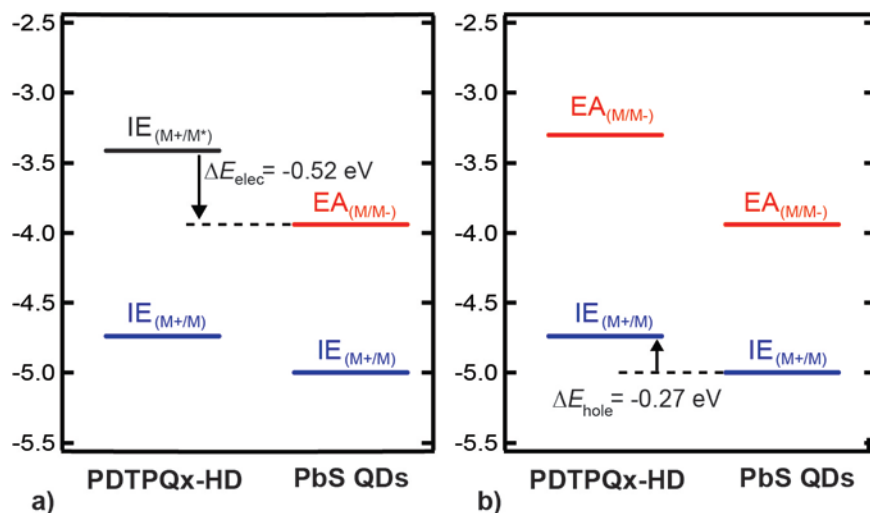 -2.5
-3.0
-3.5
-4.0
-4.5
-5.0
-5.5
IE(M+/M*)
ΔEelec= -0.52 eV
EA(M/M-)
IE(M+/M)
IE(M+/M)
PDTPQx-HD
PbS QDs
a)
-2.5
-3.0
-3.5
-4.0
-4.5
-5.0
-5.5
EA(M/M-)
EA(M/M-)
IE(M+/M)
IE(M+/M)
ΔEhole= -0.27 eV
PDTPQx-HD
PbS QDs
b)